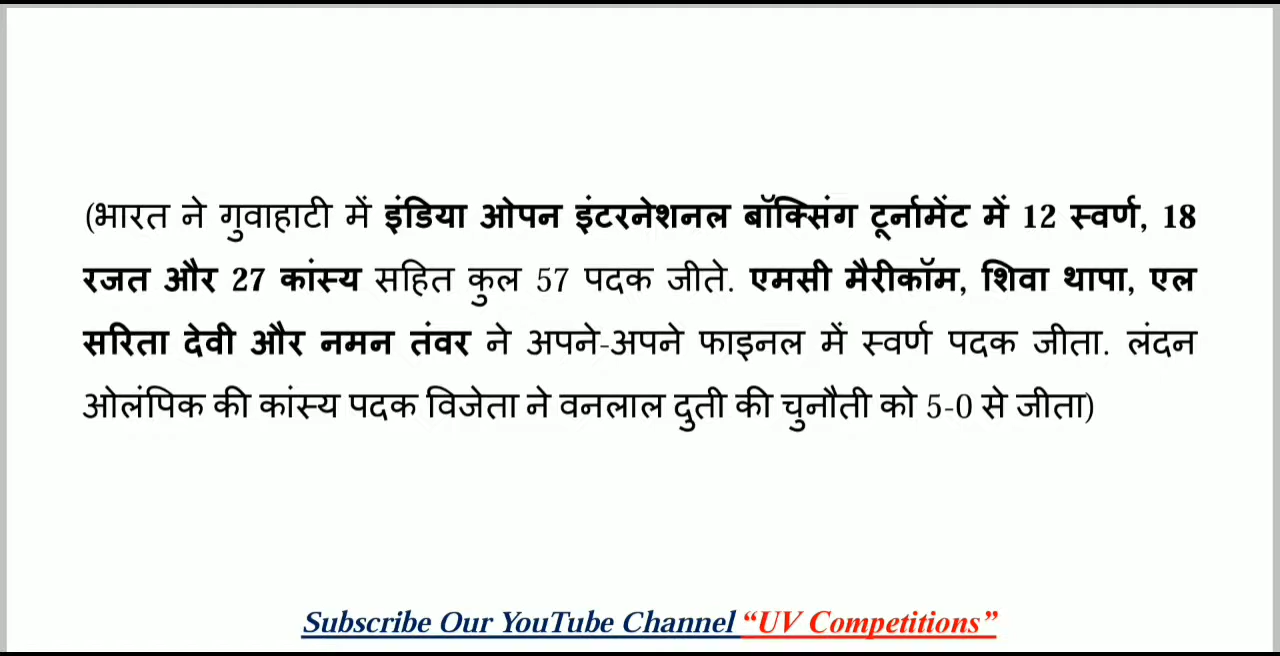 (भारत ने गुवाहाटी में इंडिया ओपन इंटरनेशनल बॉक्सिंग टूर्नामेंट में 12 स्वर्ण, 18
रजत और 27 कांस्य सहित कुल 57 पदक जीते. एमसी मैरीकॉम, शिवा थापा, एल
सरिता देवी और नमन तंवर ने अपने-अपने फाइनल में स्वर्ण पदक जीता. लंदन
ओलंपिक की कांस्य पदक विजेता ने वनलाल दुती की चुनौती को 5-0 से जीता)
Subscribe Our YouTube Channel “UV Competitions”